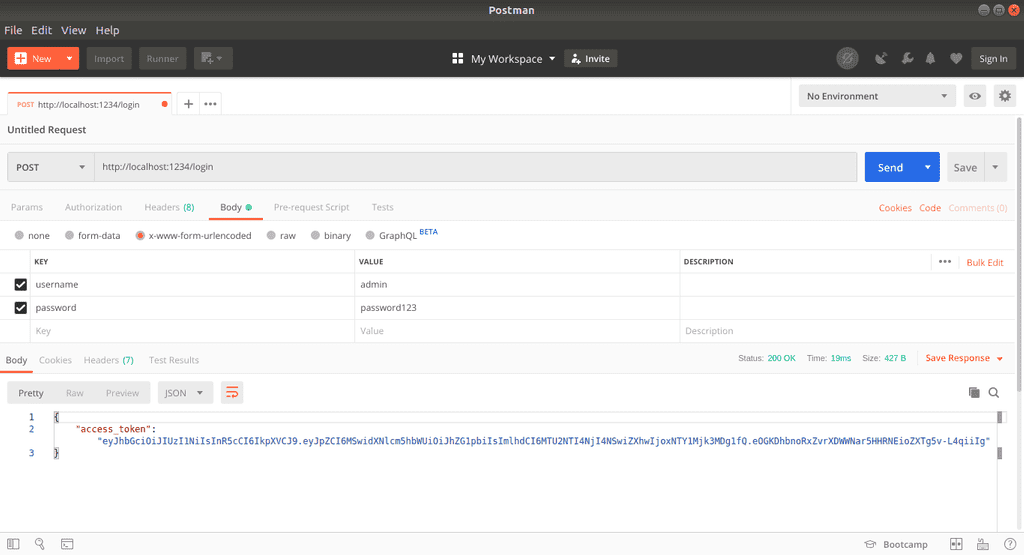 Postman
File Edit View Help
New Import Runner My Workspace Invite Sign In
POST http://localhost:1234/login No Environment
Untitled Request
POST http://localhost:1234/login Send Save
Params Authorization Headers (8) Body Pre-request Script Tests Cookies Code Comments (0)
none form-data x-www-form-urlencoded raw binary GraphQL BETA
KEY VALUE DESCRIPTION Bulk Edit
username admin
password password123
Key Value Description
Body Cookies Headers (7) Test Results Status: 200 OK Time: 19ms Size: 427 B Save Response
Pretty Raw Preview JSON
1 {
2 "access_token":
"eyJhbGciOiJIUzI1NiIsInR5cCI6IkpXVCJ9.eyJpZCI6MSwidXNlcm5hbWUiOiJhZG1pbiIsImlhdCI6MTU2NTI4NjI4NSwiZXhwIjoxNTY1Mjk3MDg1fQ.eOGKDhbnoRxZvrXDWWNar5HHRNEioZXTg5v-L4qiiIg"
3 }
Bootcamp